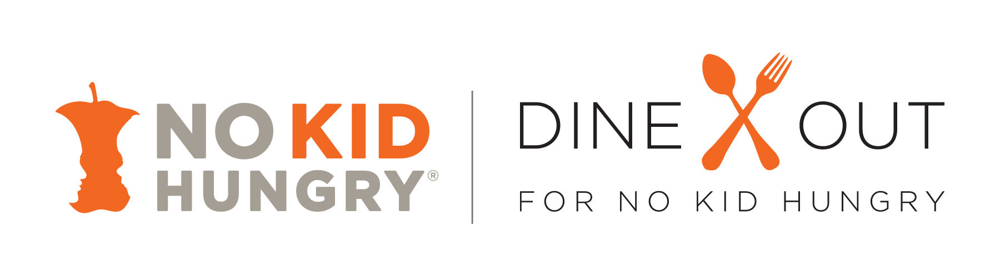 NO KID
HUNGRY®
DINE OUT
FOR NO KID HUNGRY